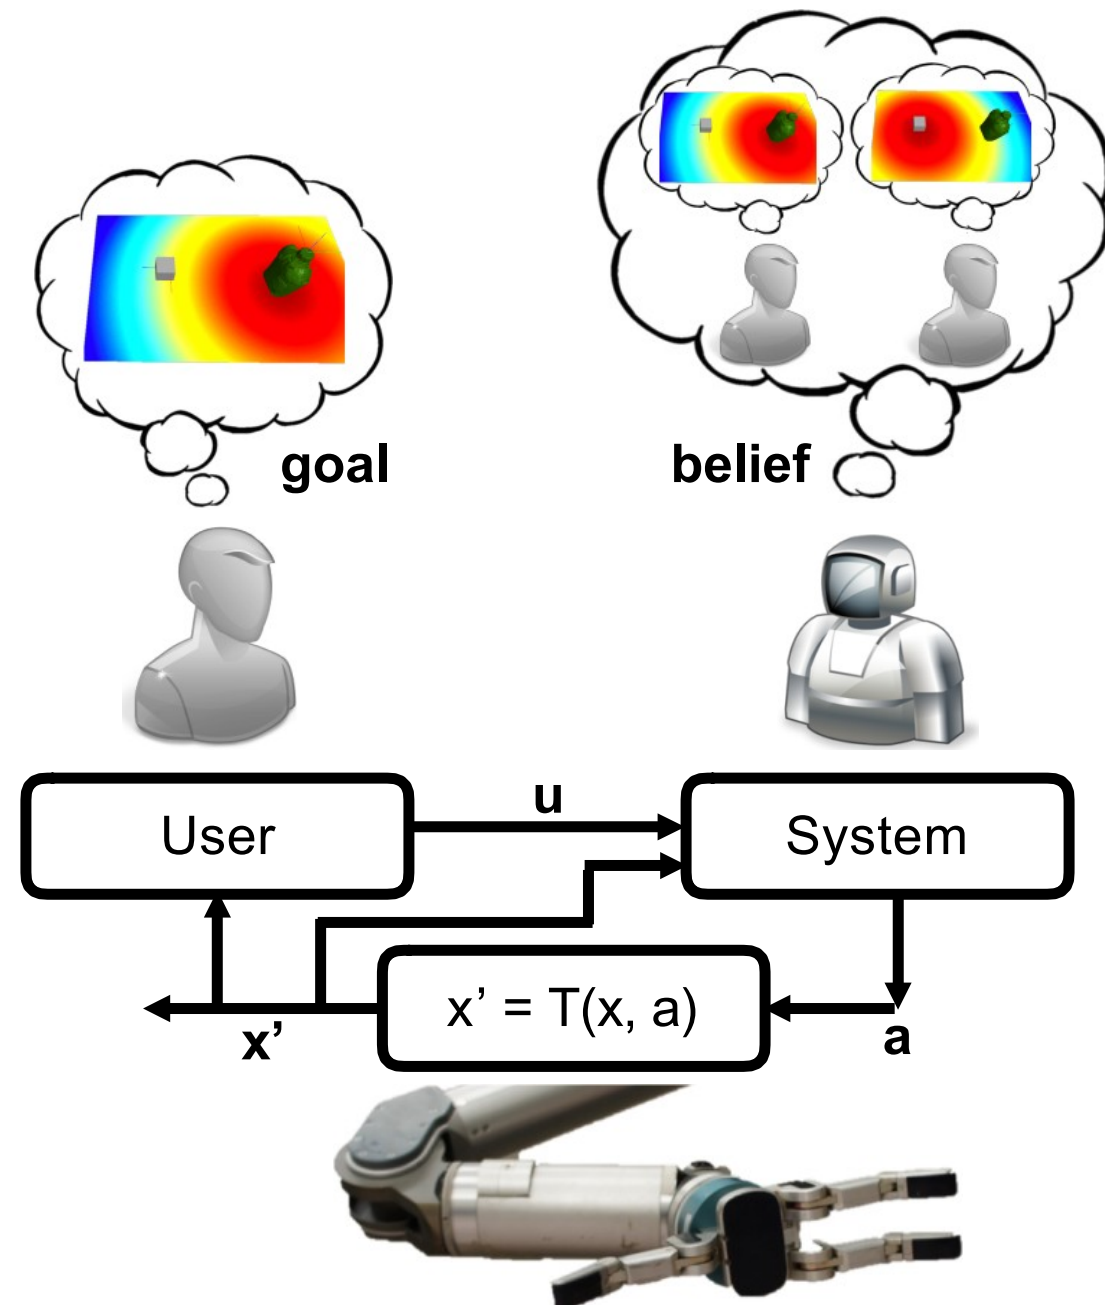 goal
belief
u
User
System
x’ = T(x, a)
x’
a